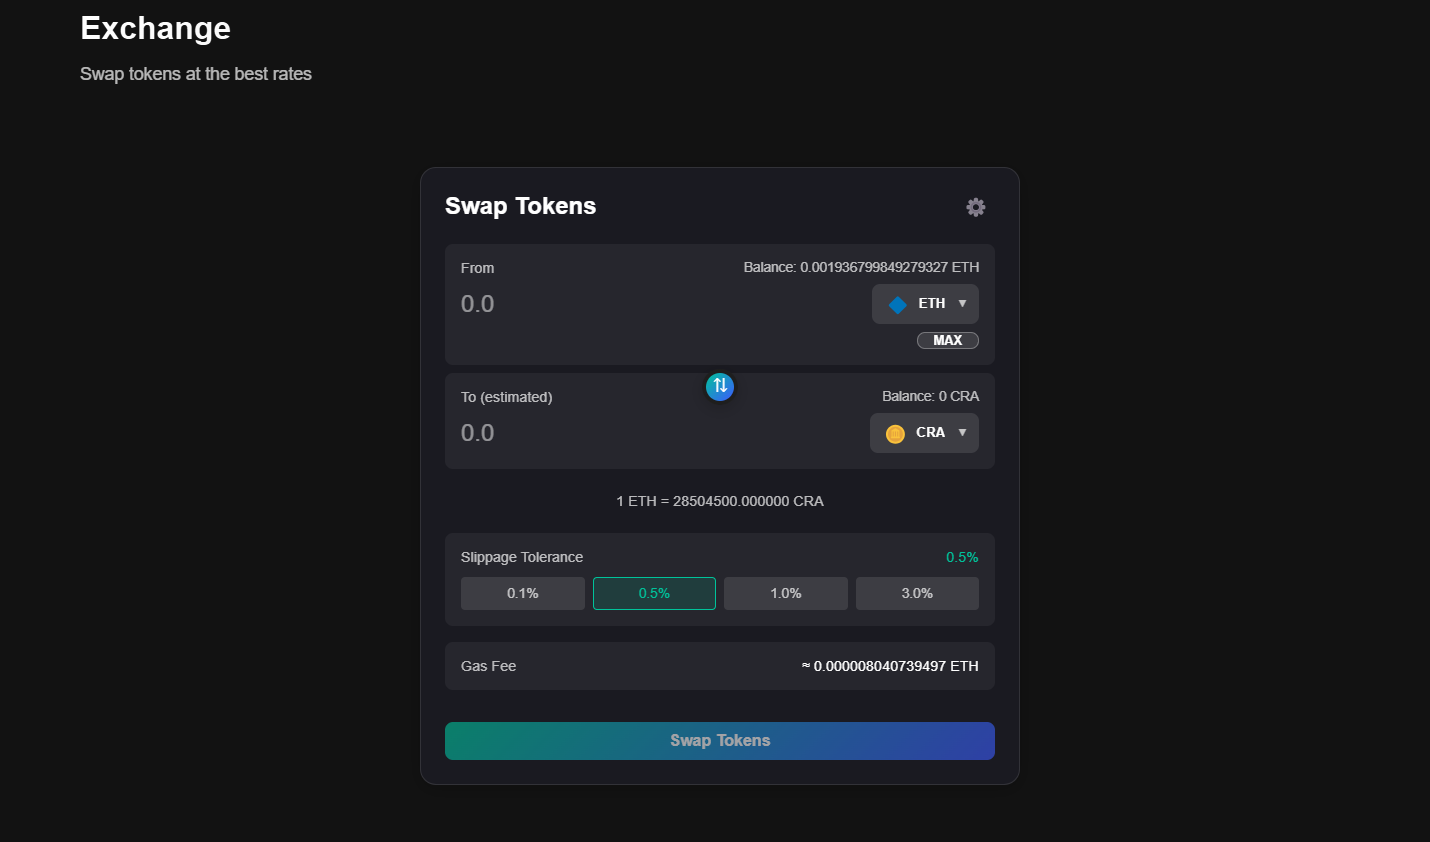 Exchange
Swap tokens at the best rates
Swap Tokens
From
Balance: 0.001936799849279327 ETH
0.0
ETH ▼
MAX
To (estimated)
Balance: 0 CRA
0.0
CRA ▼
1 ETH = 28504500.000000 CRA
Slippage Tolerance
0.5%
0.1%
0.5%
1.0%
3.0%
Gas Fee
≈ 0.000008040739497 ETH
Swap Tokens